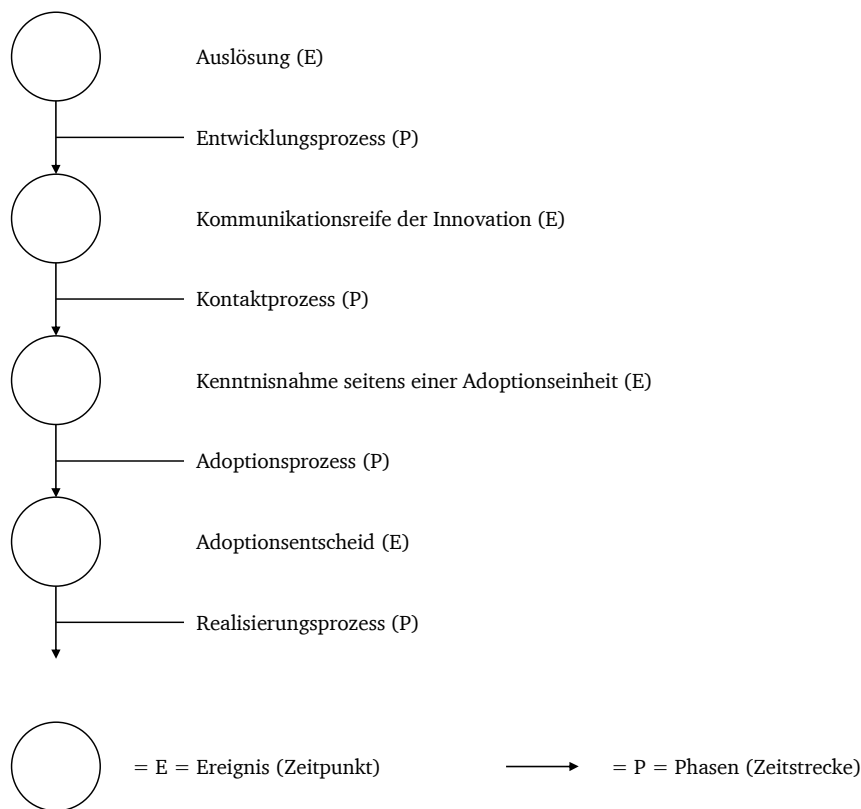 Auslösung (E)
Entwicklungsprozess (P)
Kommunikationsreife der Innovation (E)
Kontaktprozess (P)
Kenntnisnahme seitens einer Adoptionseinheit (E)
Adoptionsprozess (P)
Adoptionsentscheid (E)
Realisierungsprozess (P)
= E = Ereignis (Zeitpunkt)
= P = Phasen (Zeitstrecke)